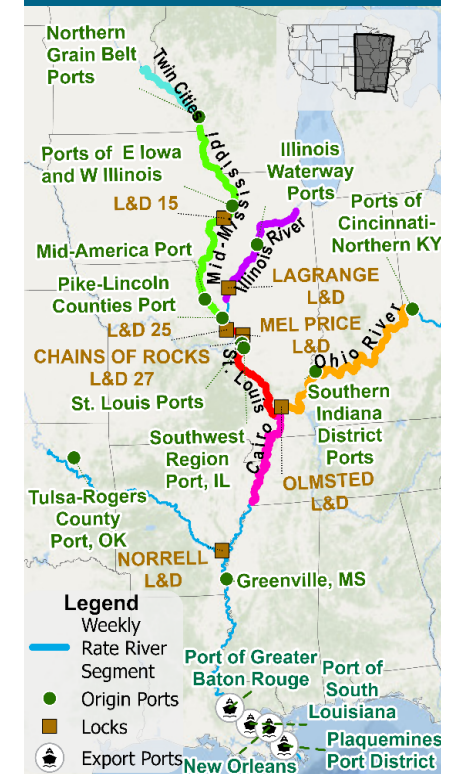 Northern
Grain Belt
Ports
Twin Cities
Ports of E Iowa
and W Illinois
L&D 15
Mid Mississippi
Illinois
Waterway
Ports
Illinois River
Ports of
Cincinnati-
Northern KY
Mid-America Port
LAGRANGE
L&D
Pike-Lincoln
Counties Port
L&D 25
MEL PRICE
L&D
Ohio River
CHAINS OF ROCKS
L&D 27
St. Louis
St. Louis Ports
Southern
Indiana
District
Ports
Cairo
Southwest
Region
Port, IL
OLMSTED
L&D
Tulsa-Rogers
County
Port, OK
NORRELL
L&D
Greenville, MS
Legend
Weekly
Rate River
Segment
Origin Ports
Locks
Export Ports
Port of Greater
Baton Rouge
Port of
South
Louisiana
New Orleans
Plaquemines
Port District